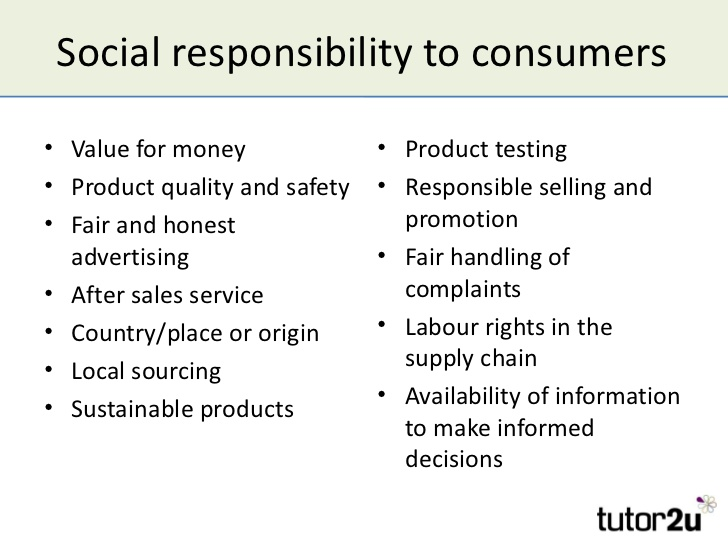 Social responsibility to consumers
• Value for money
• Product quality and safety
• Fair and honest
advertising
• After sales service
• Country/place or origin
• Local sourcing
• Sustainable products
• Product testing
• Responsible selling and
promotion
• Fair handling of
complaints
• Labour rights in the
supply chain
• Availability of information
to make informed
decisions
tutor2u